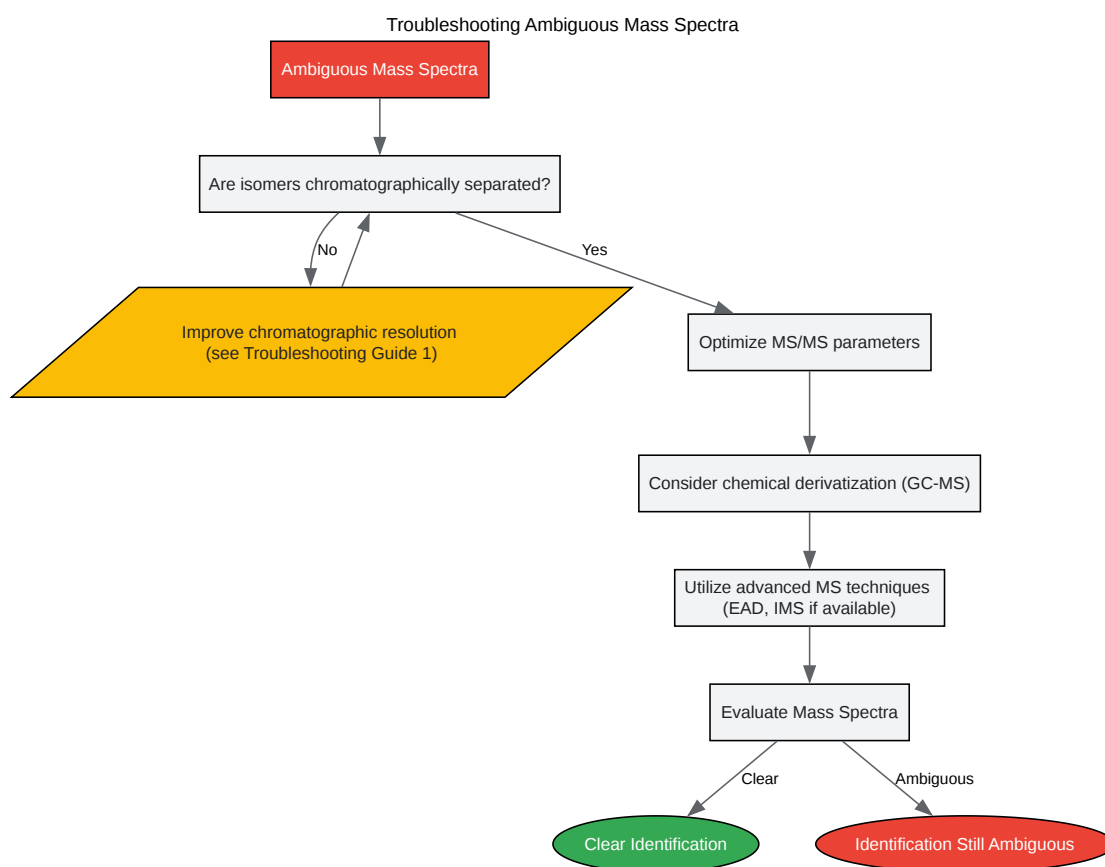 Troubleshooting Ambiguous Mass Spectra
Ambiguous Mass Spectra
Are isomers chromatographically separated?
No
Yes
Improve chromatographic resolution
(see Troubleshooting Guide 1)
Optimize MS/MS parameters
Consider chemical derivatization (GC-MS)
Utilize advanced MS techniques
(EAD, IMS if available)
Evaluate Mass Spectra
Clear
Ambiguous
Clear Identification
Identification Still Ambiguous